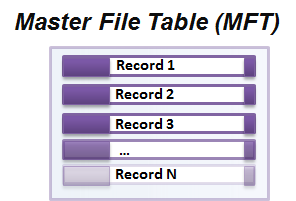 Master File Table (MFT)
Record 1
Record 2
Record 3
...
Record N